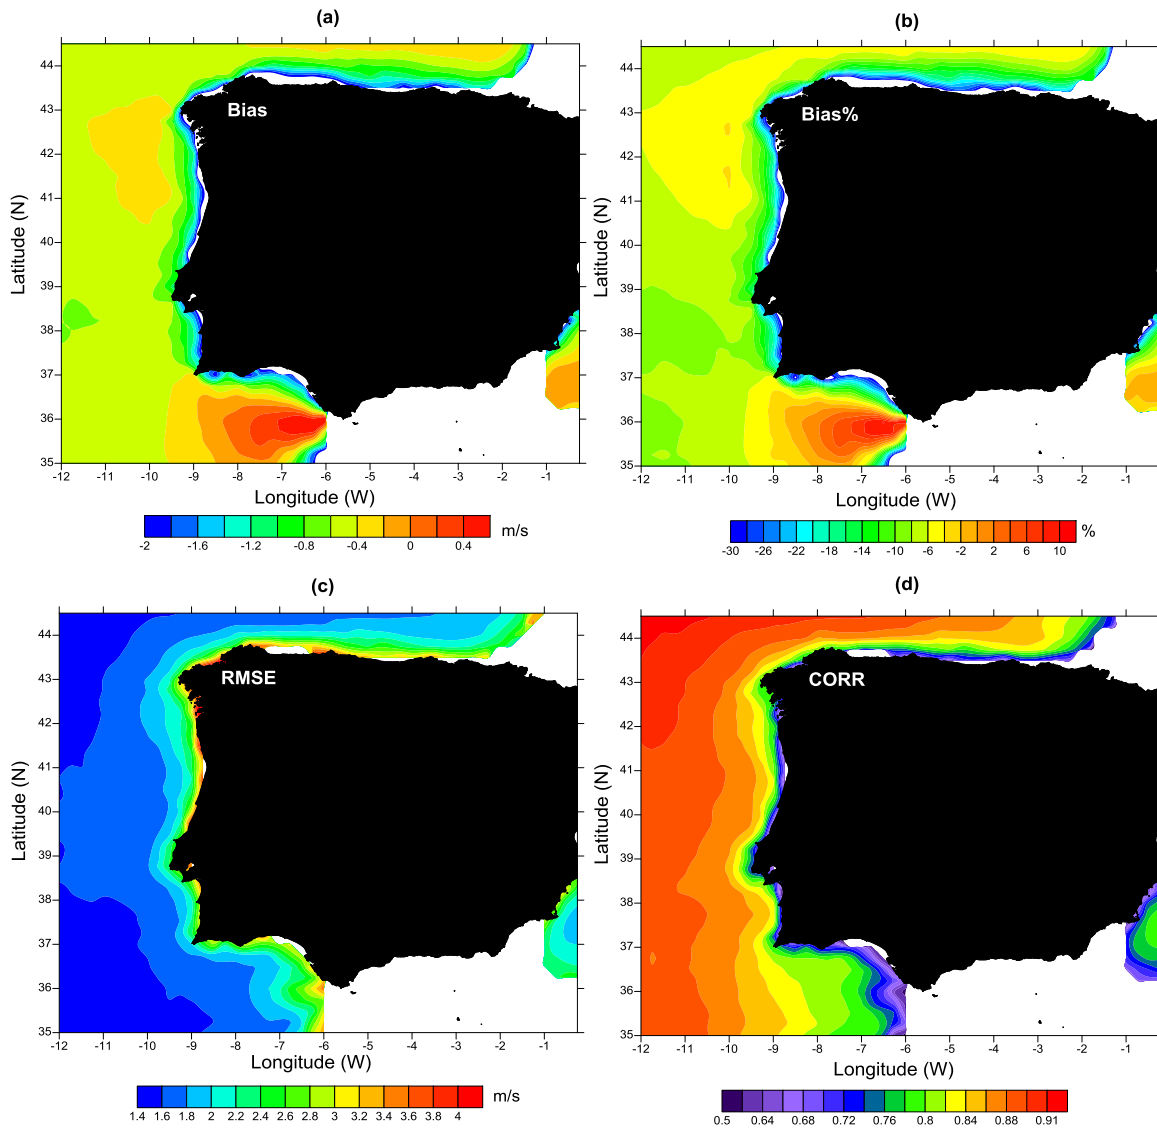 (a)
Bias
Latitude (N)
44
43
42
41
40
39
38
37
36
35
-12 -11 -10 -9 -8 -7 -6 -5 -4 -3 -2 -1
Longitude (W)
-2 -1.6 -1.2 -0.8 -0.4 0 0.4 m/s
(b)
Bias%
Latitude (N)
44
43
42
41
40
39
38
37
36
35
-12 -11 -10 -9 -8 -7 -6 -5 -4 -3 -2 -1
Longitude (W)
-30 -26 -22 -18 -14 -10 -6 -2 2 6 10 %
(c)
RMSE
Latitude (N)
44
43
42
41
40
39
38
37
36
35
-12 -11 -10 -9 -8 -7 -6 -5 -4 -3 -2 -1
Longitude (W)
1.4 1.6 1.8 2 2.2 2.4 2.6 2.8 3 3.2 3.4 3.6 3.8 4 m/s
(d)
CORR
Latitude (N)
44
43
42
41
40
39
38
37
36
35
-12 -11 -10 -9 -8 -7 -6 -5 -4 -3 -2 -1
Longitude (W)
0.5 0.64 0.68 0.72 0.76 0.8 0.84 0.88 0.91